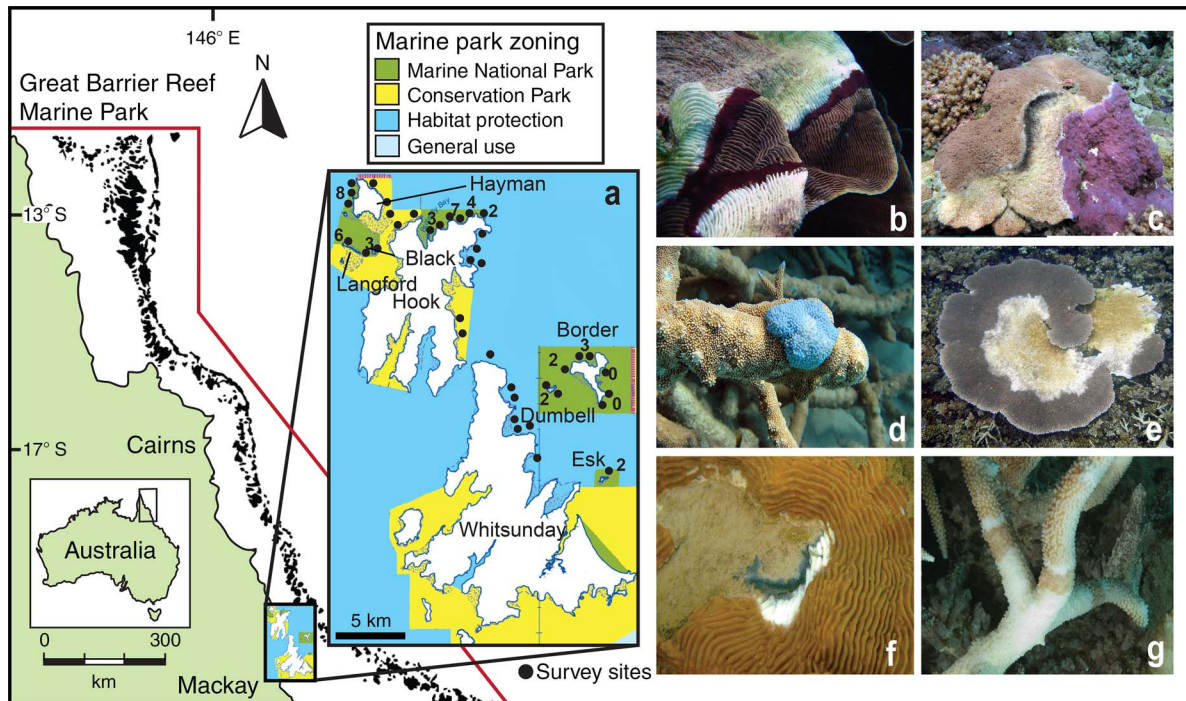 146° E
Great Barrier Reef
Marine Park
N
13° S
17° S
Cairns
Australia
0 300
km
Mackay
Marine park zoning
Marine National Park
Conservation Park
Habitat protection
General use
a
Hayman
8
3
7
4
2
6
3
Black
Langford
Hook
Border
3
2
0
2
0
Dumbell
Esk
2
Whitsunday
5 km
Survey sites
b
c
d
e
f
g